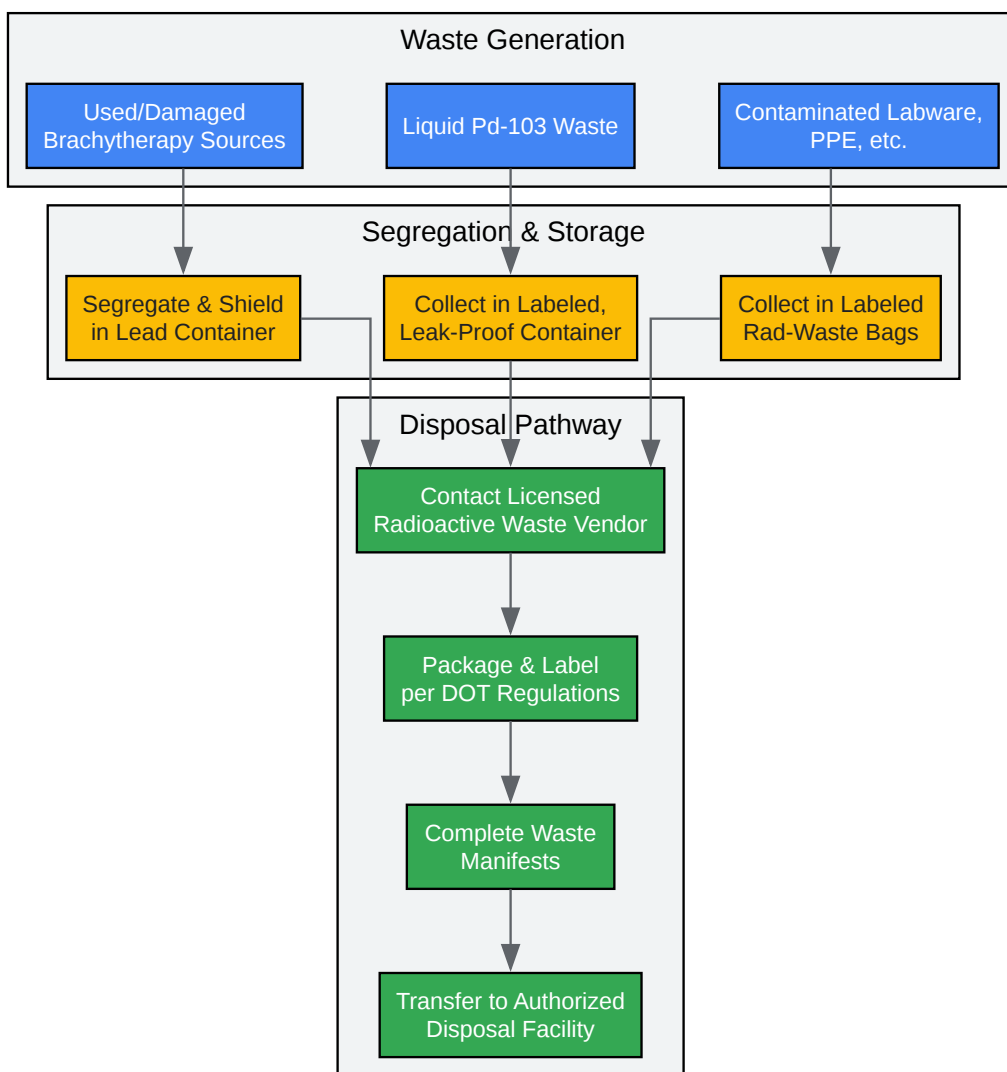 Waste Generation
Used/Damaged
Brachytherapy Sources
Liquid Pd-103 Waste
Contaminated Labware,
PPE, etc.
Segregation & Storage
Segregate & Shield
in Lead Container
Collect in Labeled,
Leak-Proof Container
Collect in Labeled
Rad-Waste Bags
Disposal Pathway
Contact Licensed
Radioactive Waste Vendor
Package & Label
per DOT Regulations
Complete Waste
Manifests
Transfer to Authorized
Disposal Facility